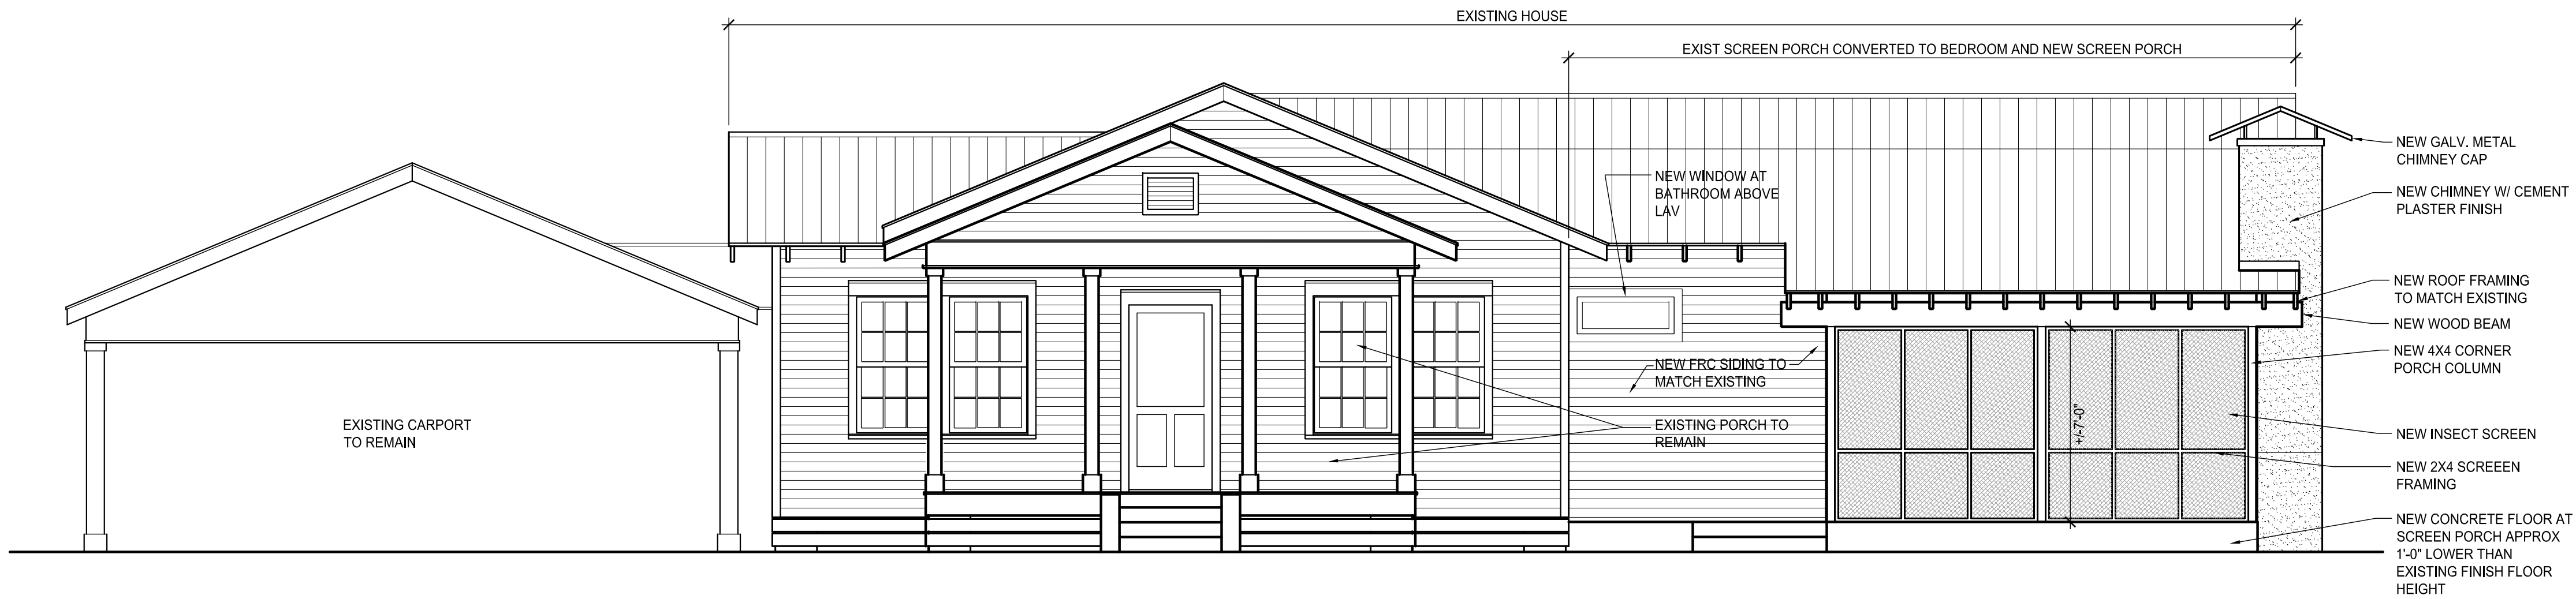 EXISTING HOUSE
EXIST SCREEN PORCH CONVERTED TO BEDROOM AND NEW SCREEN PORCH
NEW GALV. METAL
CHIMNEY CAP
NEW WINDOW AT
BATHROOM ABOVE
LAV
NEW CHIMNEY W/ CEMENT
PLASTER FINISH
NEW ROOF FRAMING
TO MATCH EXISTING
NEW WOOD BEAM
NEW 4X4 CORNER
PORCH COLUMN
NEW FRC SIDING TO
MATCH EXISTING
EXISTING CARPORT
TO REMAIN
EXISTING PORCH TO
REMAIN
+/-7'-0"
NEW INSECT SCREEN
NEW 2X4 SCREEEN
FRAMING
NEW CONCRETE FLOOR AT
SCREEN PORCH APPROX
1'-0" LOWER THAN
EXISTING FINISH FLOOR
HEIGHT